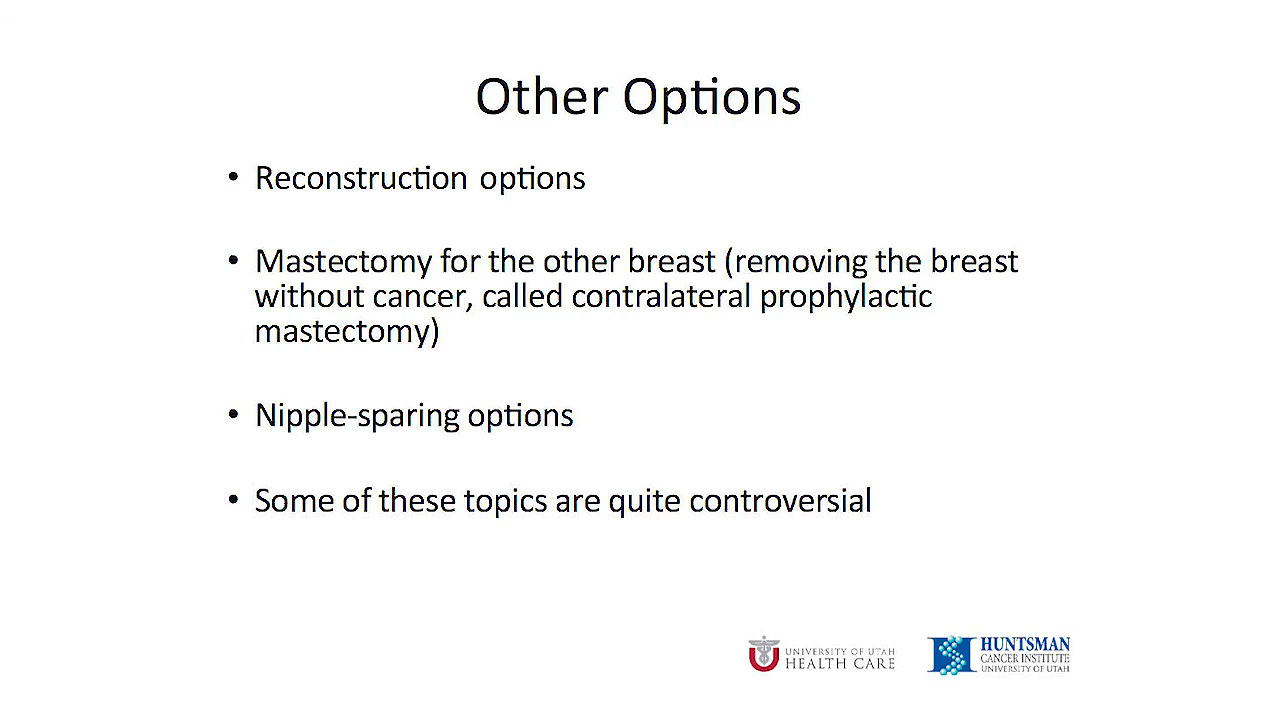 Other Options
• Reconstruction options
• Mastectomy for the other breast (removing the breast
without cancer, called contralateral prophylactic
mastectomy)
• Nipple-sparing options
• Some of these topics are quite controversial
UNIVERSITY OF UTAH
HEALTH CARE
HUNTSMAN
CANCER INSTITUTE
UNIVERSITY OF UTAH